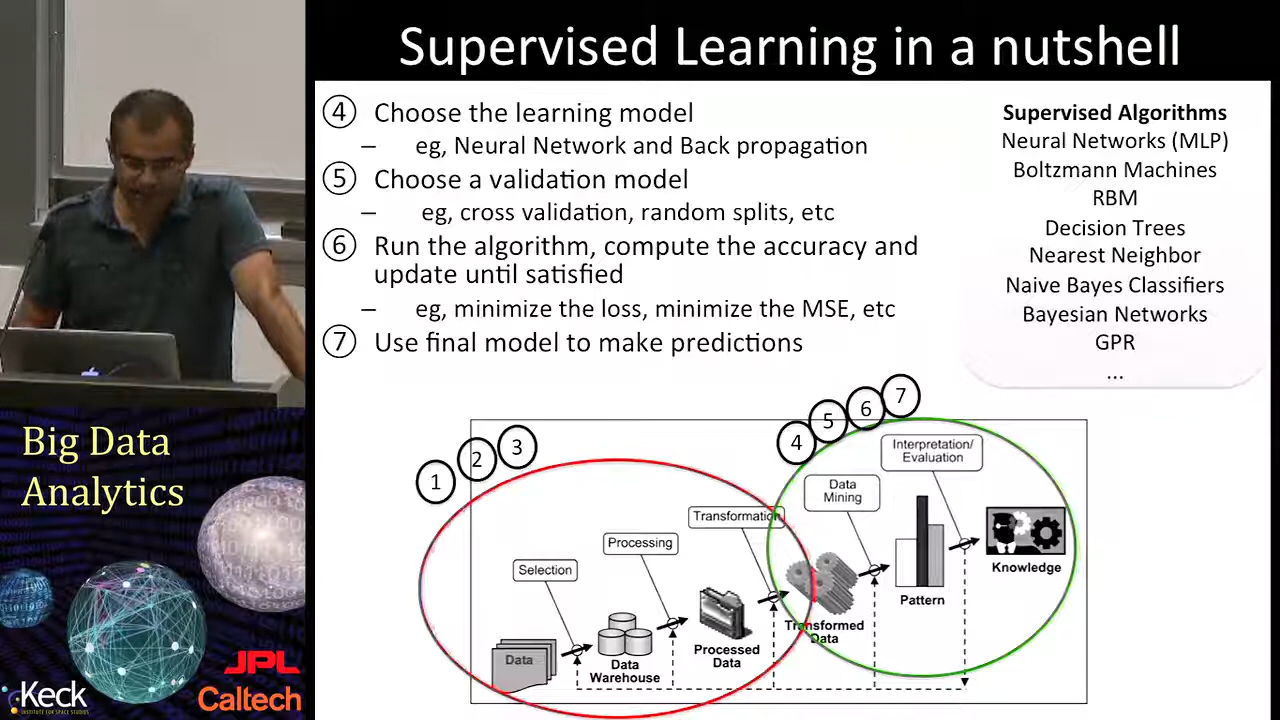 Supervised Learning in a nutshell
④ Choose the learning model
– eg, Neural Network and Back propagation
⑤ Choose a validation model
– eg, cross validation, random splits, etc
⑥ Run the algorithm, compute the accuracy and
update until satisfied
– eg, minimize the loss, minimize the MSE, etc
⑦ Use final model to make predictions
Supervised Algorithms
Neural Networks (MLP)
Boltzmann Machines
RBM
Decision Trees
Nearest Neighbor
Naive Bayes Classifiers
Bayesian Networks
GPR
...
1
2
3
4
5
6
7
Selection
Processing
Transformation
Data
Mining
Interpretation/
Evaluation
Data
Data
Warehouse
Processed
Data
Transformed
Data
Pattern
Knowledge
Big Data
Analytics
JPL
Caltech
Keck
INSTITUTE FOR SPACE STUDIES